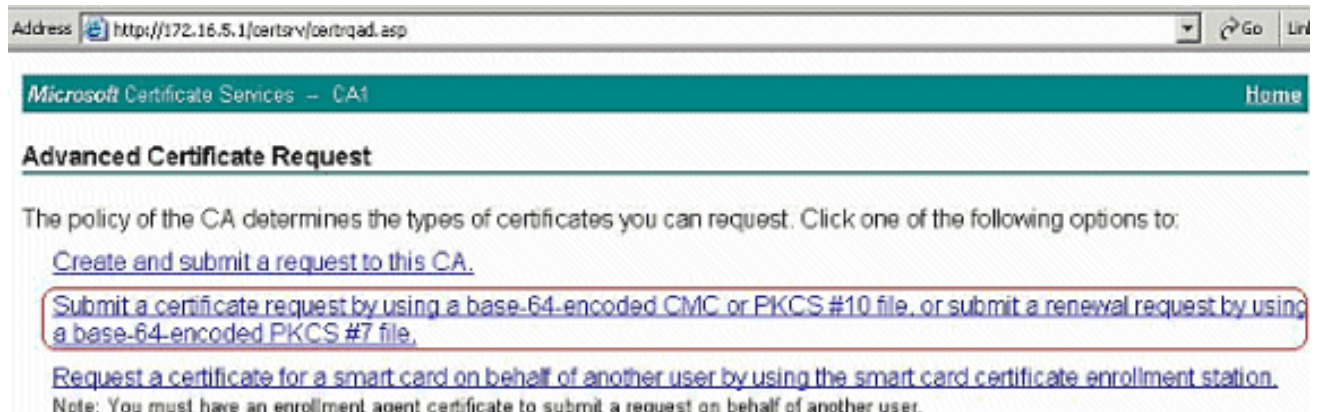 Address http://172.16.5.1/certsrv/certrqad.asp Go
Microsoft Certificate Services -- CA1 Home
Advanced Certificate Request
The policy of the CA determines the types of certificates you can request. Click one of the following options to:
Create and submit a request to this CA.
Submit a certificate request by using a base-64-encoded CMC or PKCS #10 file, or submit a renewal request by using
a base-64-encoded PKCS #7 file.
Request a certificate for a smart card on behalf of another user by using the smart card certificate enrollment station.
Note: You must have an enrollment agent certificate to submit a request on behalf of another user.